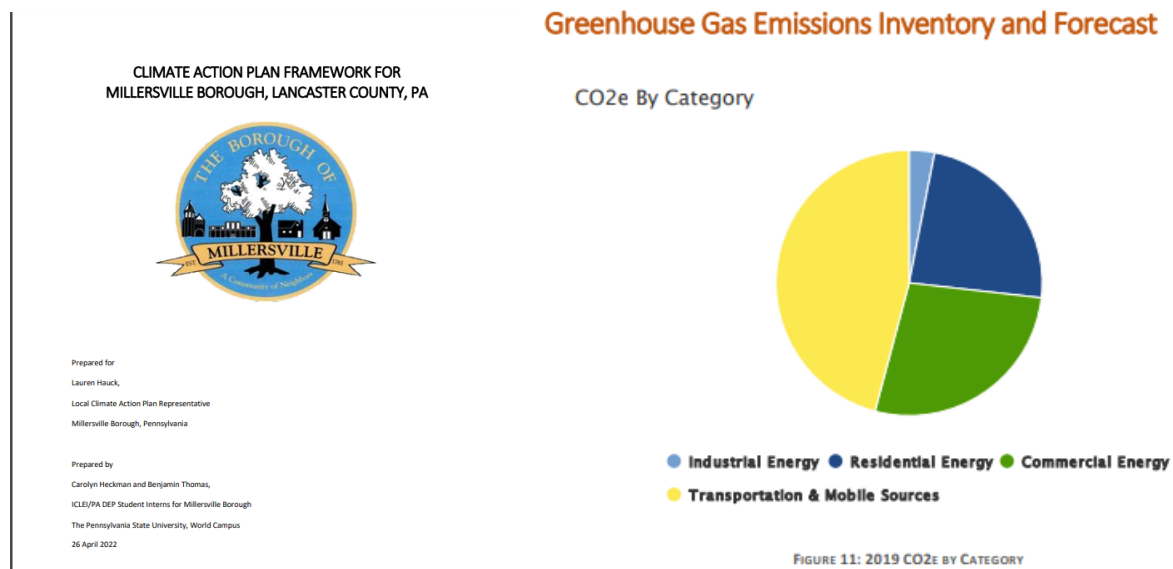 CLIMATE ACTION PLAN FRAMEWORK FOR
MILLERSVILLE BOROUGH, LANCASTER COUNTY, PA
THE BOROUGH OF
MILLERSVILLE
EST. 1761
A Community of Neighbors
Prepared for
Lauren Hauck,
Local Climate Action Plan Representative
Millersville Borough, Pennsylvania
Prepared by
Carolyn Heckman and Benjamin Thomas,
ICLEI/PA DEP Student Interns for Millersville Borough
The Pennsylvania State University, World Campus
26 April 2022
Greenhouse Gas Emissions Inventory and Forecast
CO2e By Category
Industrial Energy Residential Energy Commercial Energy
Transportation & Mobile Sources
FIGURE 11: 2019 CO2E BY CATEGORY